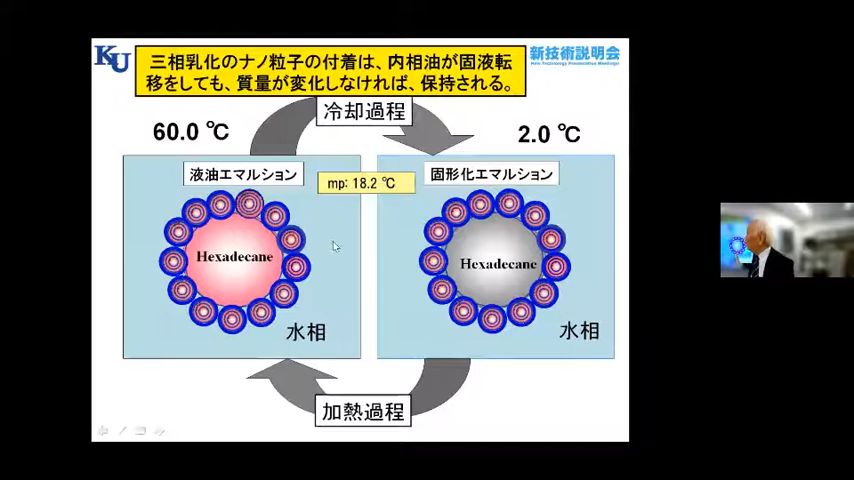 KU
三相乳化のナノ粒子の付着は、内相油が固液転
移をしても、質量が変化しなければ、保持される。
新技術説明会
New Technology Presentation Meetings!
冷却過程
60.0 ℃
2.0 ℃
液油エマルション
mp: 18.2 ℃
固形化エマルション
Hexadecane
Hexadecane
水相
水相
加熱過程